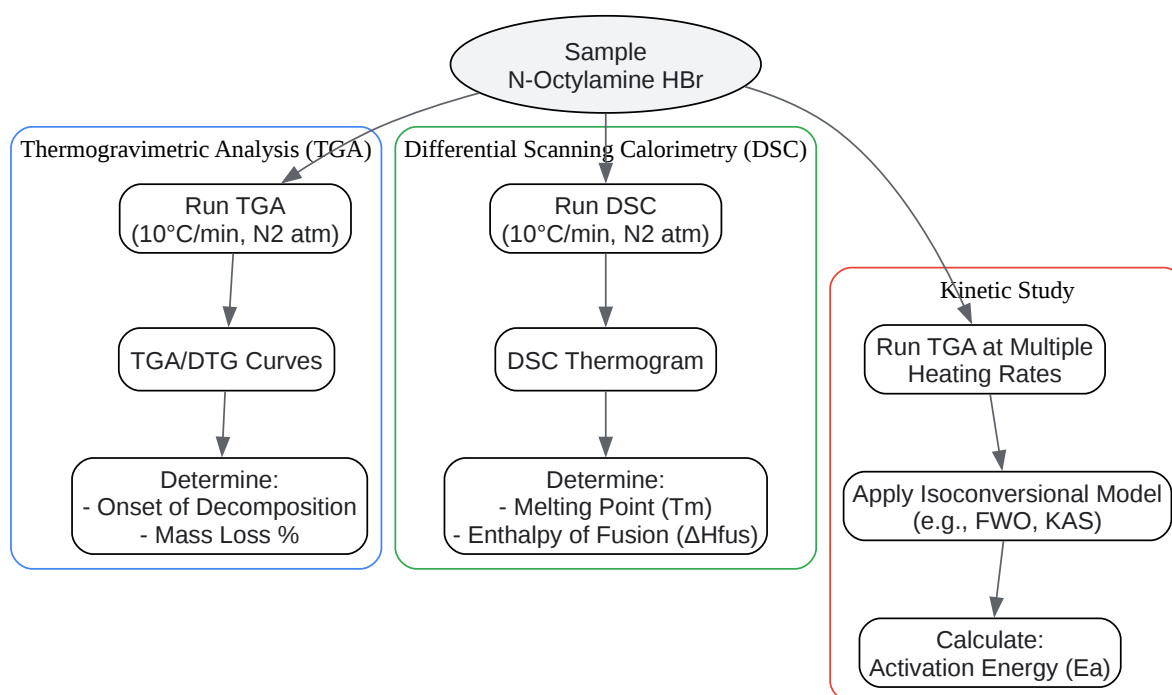 Sample
N-Octylamine HBr
Thermogravimetric Analysis (TGA)
Run TGA
(10°C/min, N2 atm)
TGA/DTG Curves
Determine:
- Onset of Decomposition
- Mass Loss %
Differential Scanning Calorimetry (DSC)
Run DSC
(10°C/min, N2 atm)
DSC Thermogram
Determine:
- Melting Point (Tm)
- Enthalpy of Fusion (ΔHfus)
Kinetic Study
Run TGA at Multiple
Heating Rates
Apply Isoconversional Model
(e.g., FWO, KAS)
Calculate:
Activation Energy (Ea)